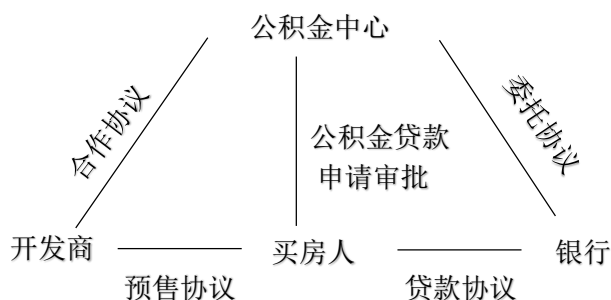 公积金中心
合作协议
委托协议
公积金贷款
申请审批
开发商
买房人
银行
预售协议
贷款协议